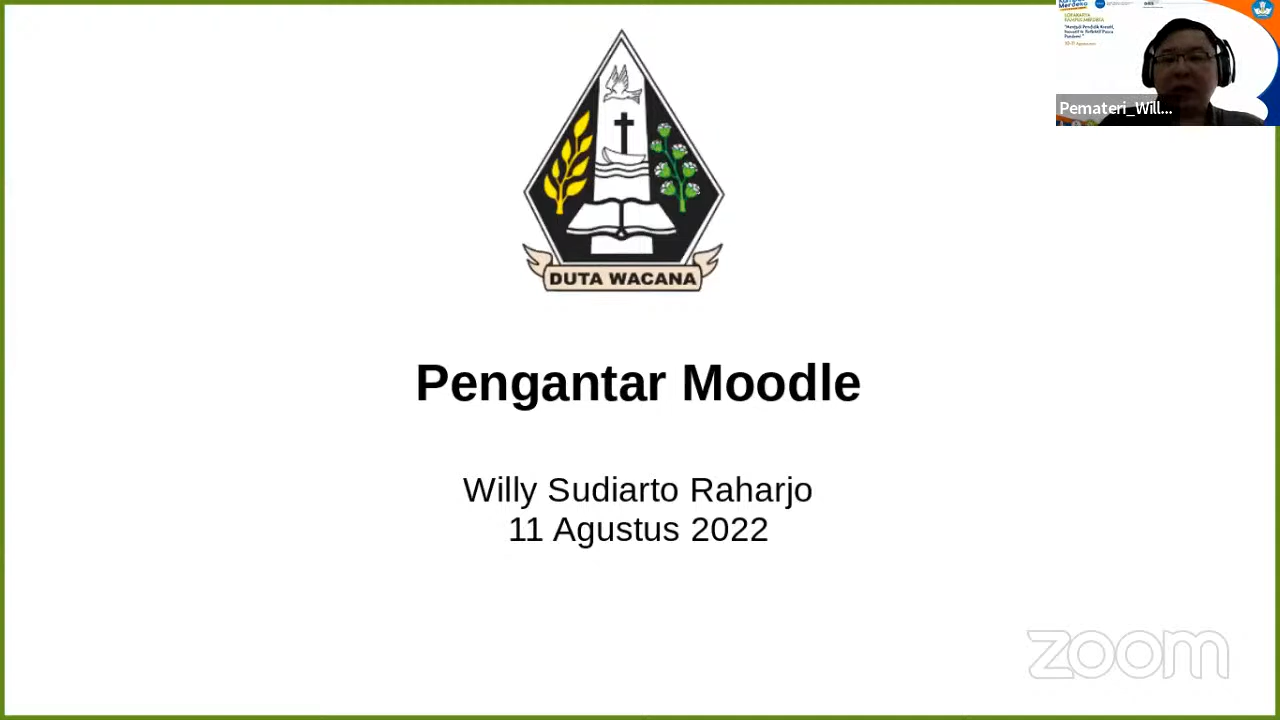 DUTA WACANA
Pengantar Moodle
Willy Sudiarto Raharjo
11 Agustus 2022
Pemateri_Will...
zoom